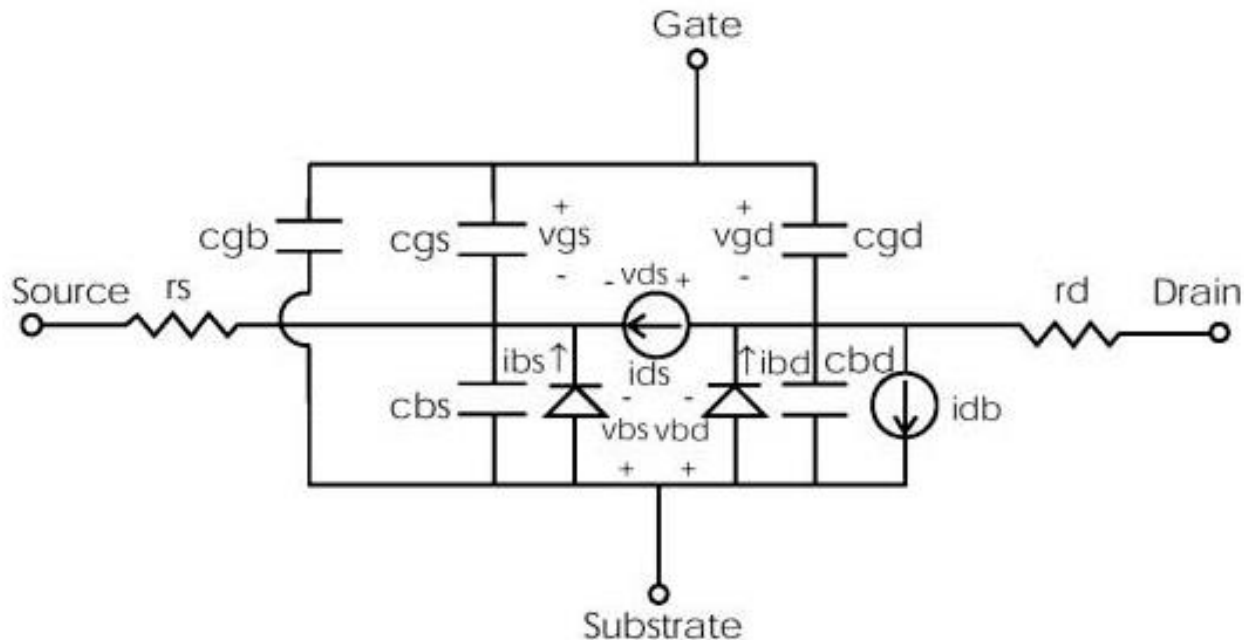 Gate
cgb
cgs
+
vgs
-
+
vgd
-
cgd
Source
rs
- vds +
rd
Drain
ibs↑
ids
↑ibd
cbd
cbs
-
-
vbs
vbd
+
+
idb
Substrate